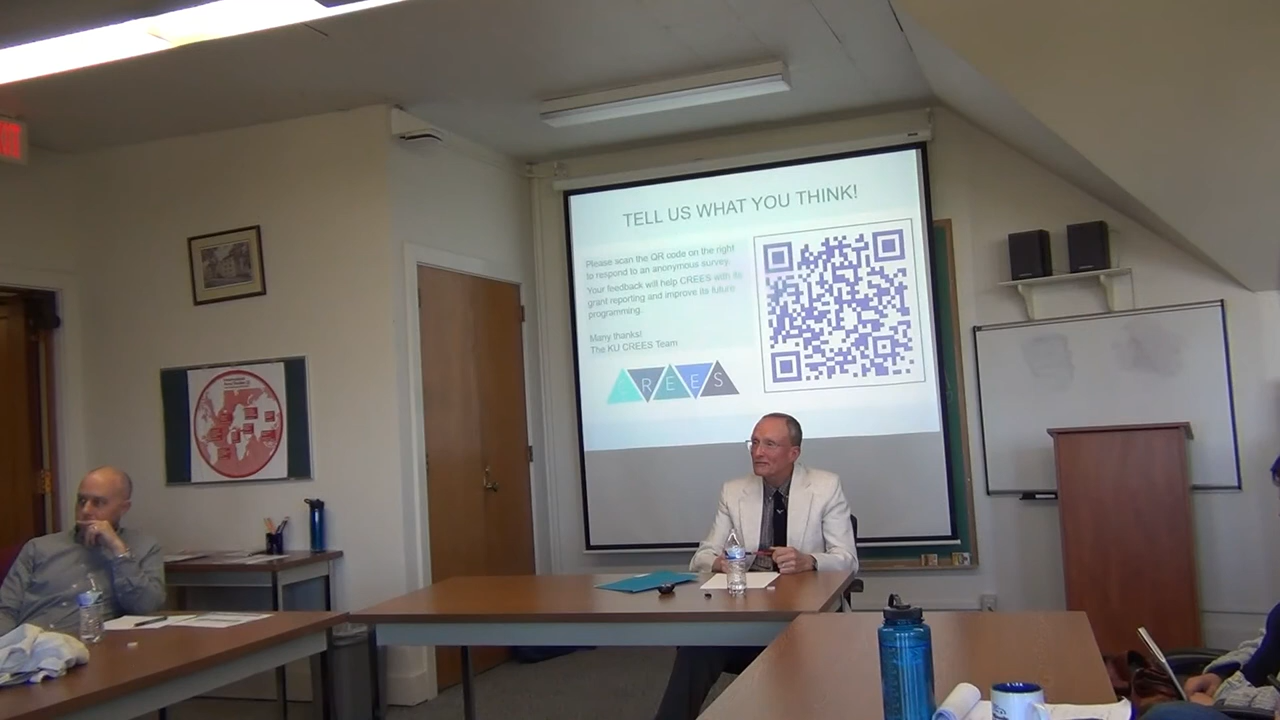 TELL US WHAT YOU THINK!
Please scan the QR code on the right
to respond to an anonymous survey.
Your feedback will help CREES with its
grant reporting and improve its future
programming.
Many thanks!
The KU CREES Team
CREES